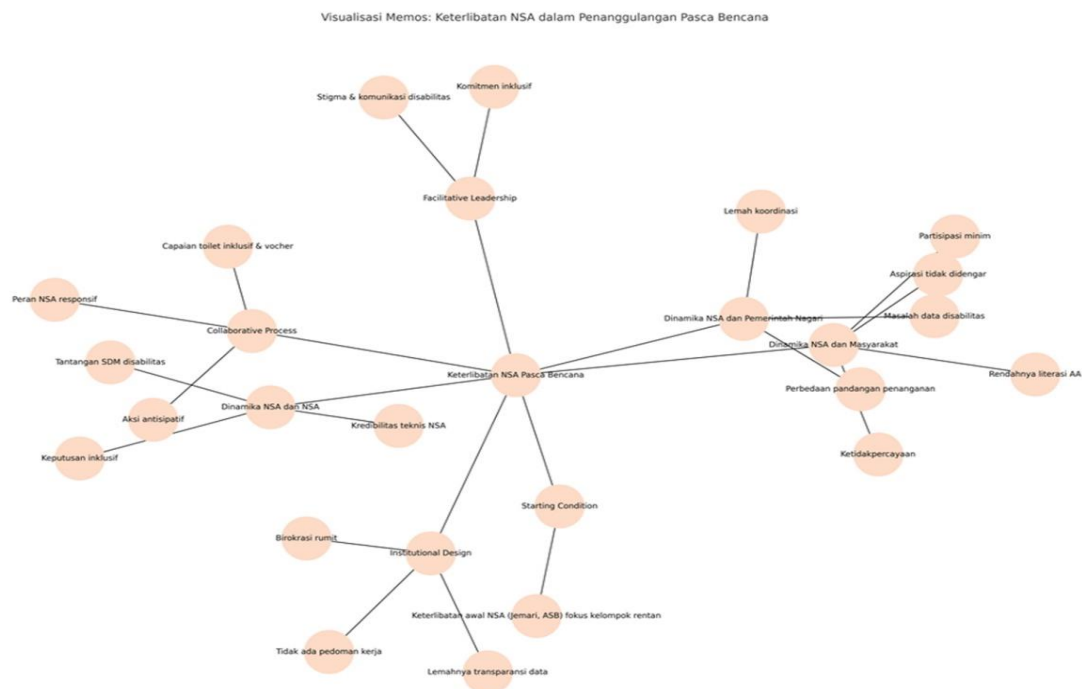 Visualisasi Memos: Keterlibatan NSA dalam Penanggulangan Pasca Bencana
Komitmen inklusif
Stigma & komunikasi disabilitas
Facilitative Leadership
Lemah koordinasi
Partisipasi minim
Capaian toilet inklusif & vocher
Aspirasi tidak didengar
Peran NSA responsif
Masalah data disabilitas
Dinamika NSA dan Pemerintah Nagari
Collaborative Process
Dinamika NSA dan Masyarakat
Tantangan SDM disabilitas
Keterlibatan NSA Pasca Bencana
Rendahnya literasi AA
Perbedaan pandangan penanganan
Dinamika NSA dan NSA
Aksi antisipatif
Kredibilitas teknis NSA
Keputusan inklusif
Ketidakpercayaan
Starting Condition
Birokrasi rumit
Institutional Design
Keterlibatan awal NSA (Jemari, ASB) fokus kelompok rentan
Tidak ada pedoman kerja
Lemahnya transparansi data